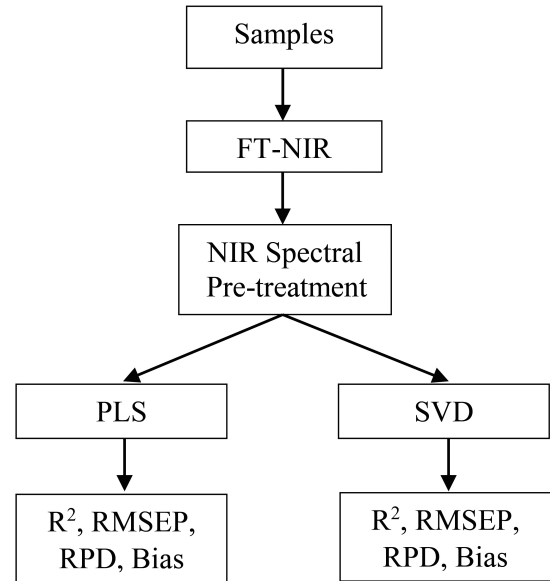 Samples
FT-NIR
NIR Spectral
Pre-treatment
PLS
SVD
R², RMSEP,
RPD, Bias
R², RMSEP,
RPD, Bias